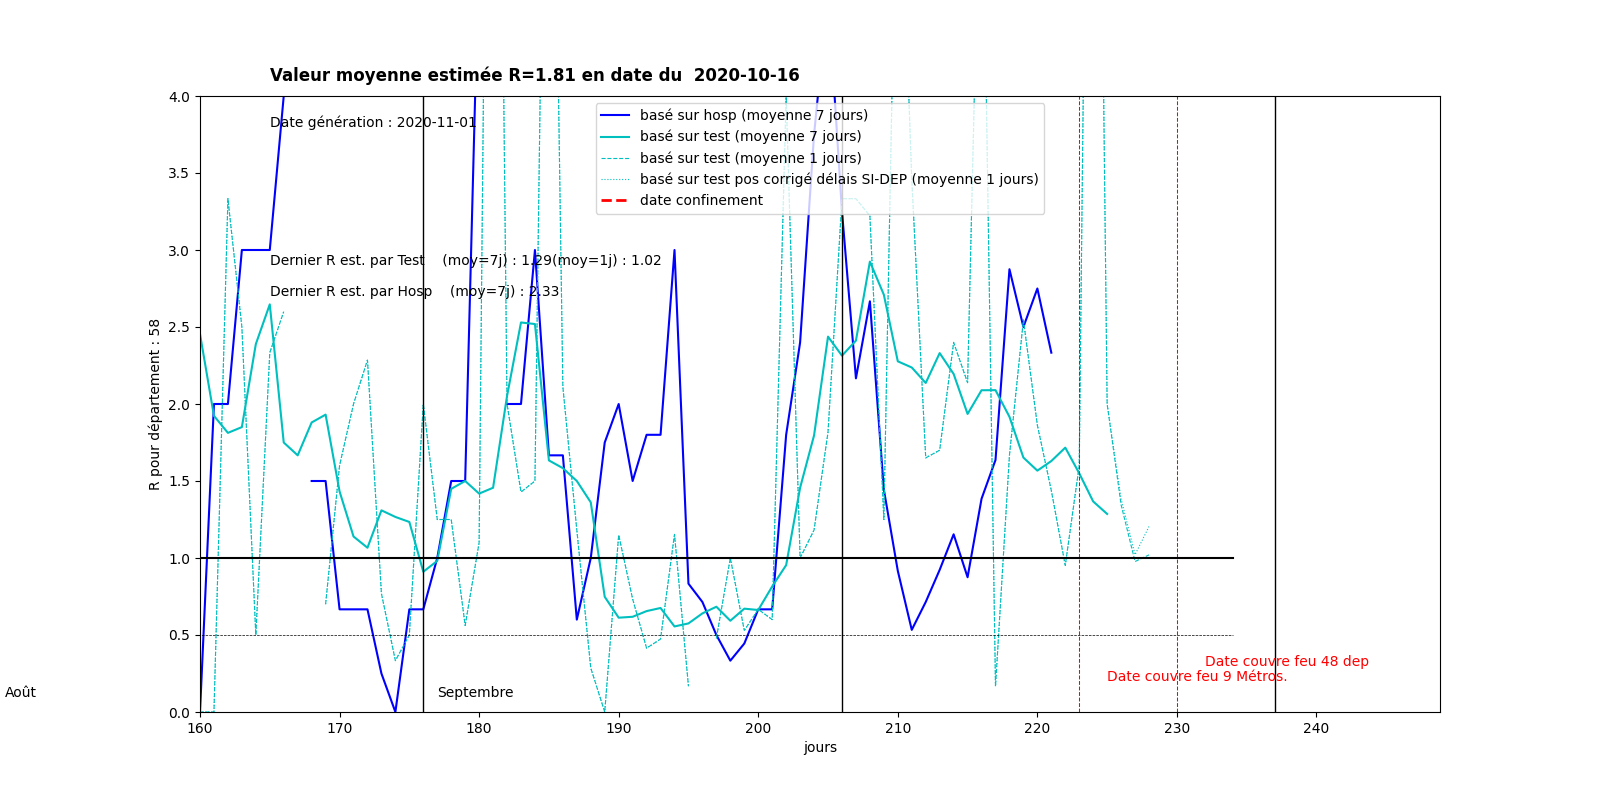 Valeur moyenne estimée R=1.81 en date du  2020-10-16
4.0
Date génération : 2020-11-01
basé sur hosp (moyenne 7 jours)
basé sur test (moyenne 7 jours)
basé sur test (moyenne 1 jours)
basé sur test pos corrigé délais SI-DEP (moyenne 1 jours)
date confinement
3.5
3.0
Dernier R est. par Test    (moy=7j) : 1.29(moy=1j) : 1.02
Dernier R est. par Hosp    (moy=7j) : 2.33
2.5
2.0
1.5
1.0
0.5
0.0
R pour département : 58
Date couvre feu 48 dep
Date couvre feu 9 Métros.
Août
Septembre
160 170 180 190 200 210 220 230 240
jours